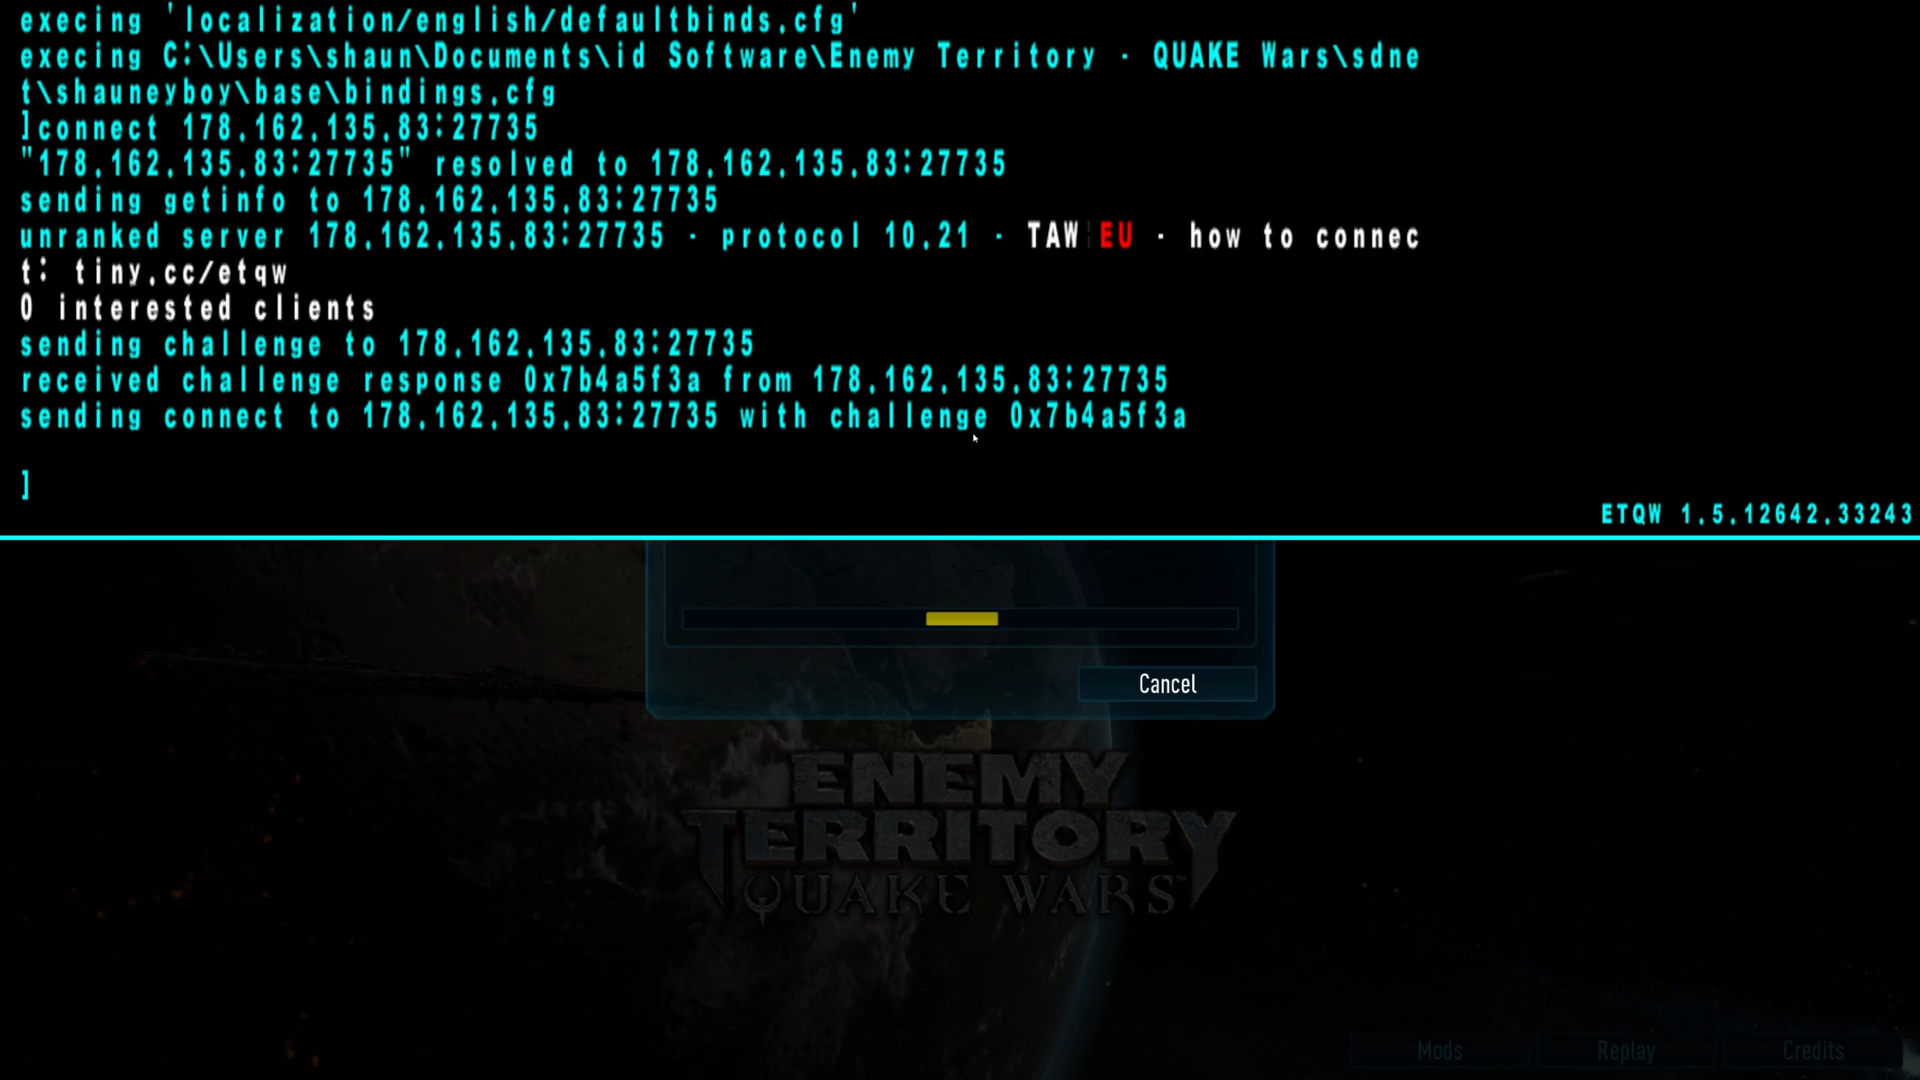 execing 'localization/english/defaultbinds.cfg'
execing C:\Users\shaun\Documents\id Software\Enemy Territory - QUAKE Wars\sdne
t\shauneyboy\base\bindings.cfg
]connect 178.162.135.83:27735
"178.162.135.83:27735" resolved to 178.162.135.83:27735
sending getinfo to 178.162.135.83:27735
unranked server 178.162.135.83:27735 - protocol 10.21 - TAW|EU - how to connec
t: tiny.cc/etqw
0 interested clients
sending challenge to 178.162.135.83:27735
received challenge response 0x7b4a5f3a from 178.162.135.83:27735
sending connect to 178.162.135.83:27735 with challenge 0x7b4a5f3a
]
ETQW 1.5.12642.33243
Cancel
ENEMY
TERRITORY
QUAKE WARS™
Mods Replay Credits